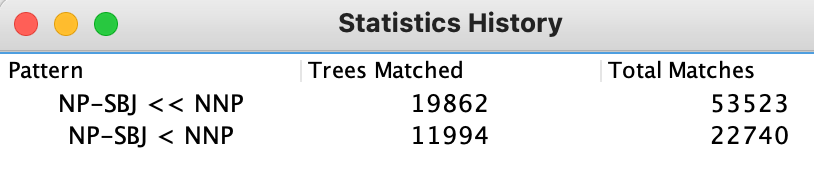 Statistics History
Pattern Trees Matched Total Matches
NP-SBJ << NNP 19862 53523
NP-SBJ < NNP 11994 22740